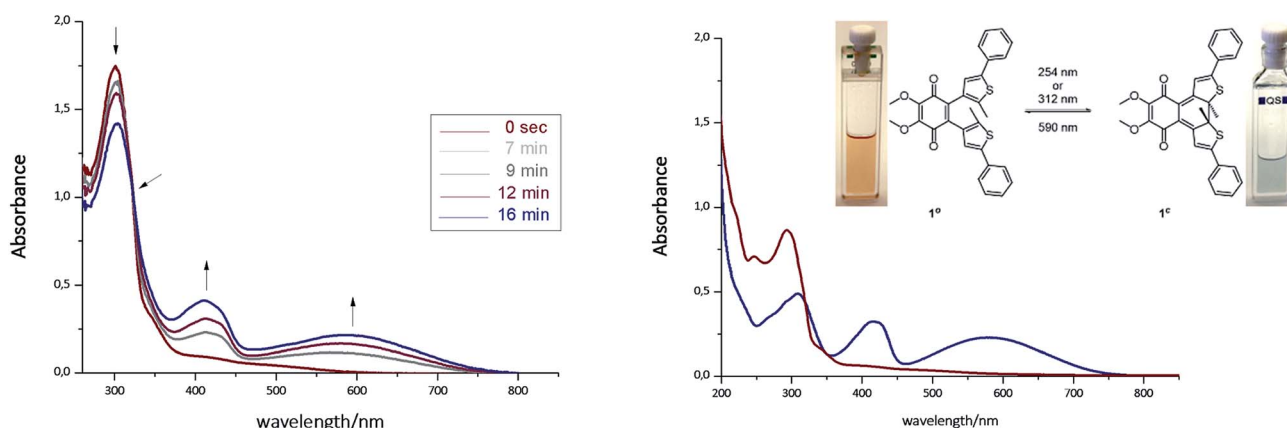 2,0
1,5
1,0
0,5
0,0
300 400 500 600 700 800
Absorbance
wavelength/nm
0 sec
7 min
9 min
12 min
16 min
2,0
1,5
1,0
0,5
0,0
200 300 400 500 600 700 800
Absorbance
wavelength/nm
O
O
O
O
S
S
1ᵒ
254 nm
or
312 nm
590 nm
O
O
O
O
S
S
1ᶜ
QS